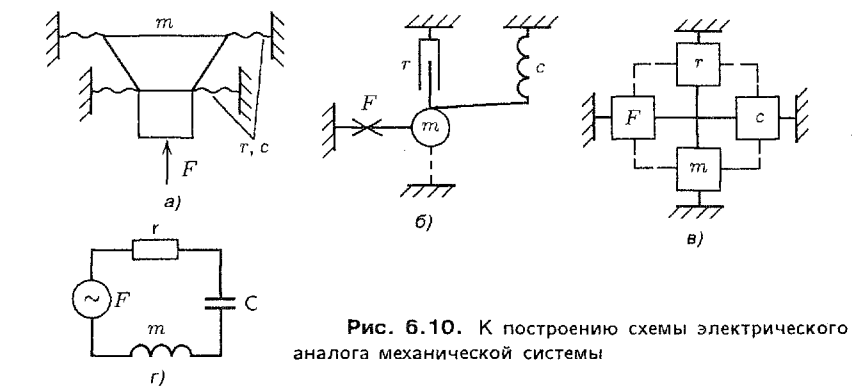 m
r, c
F
а)
r
c
F
m
б)
r
F
c
m
в)
r
F
C
m
г)
Рис. 6.10. К построению схемы электрического
аналога механической системы